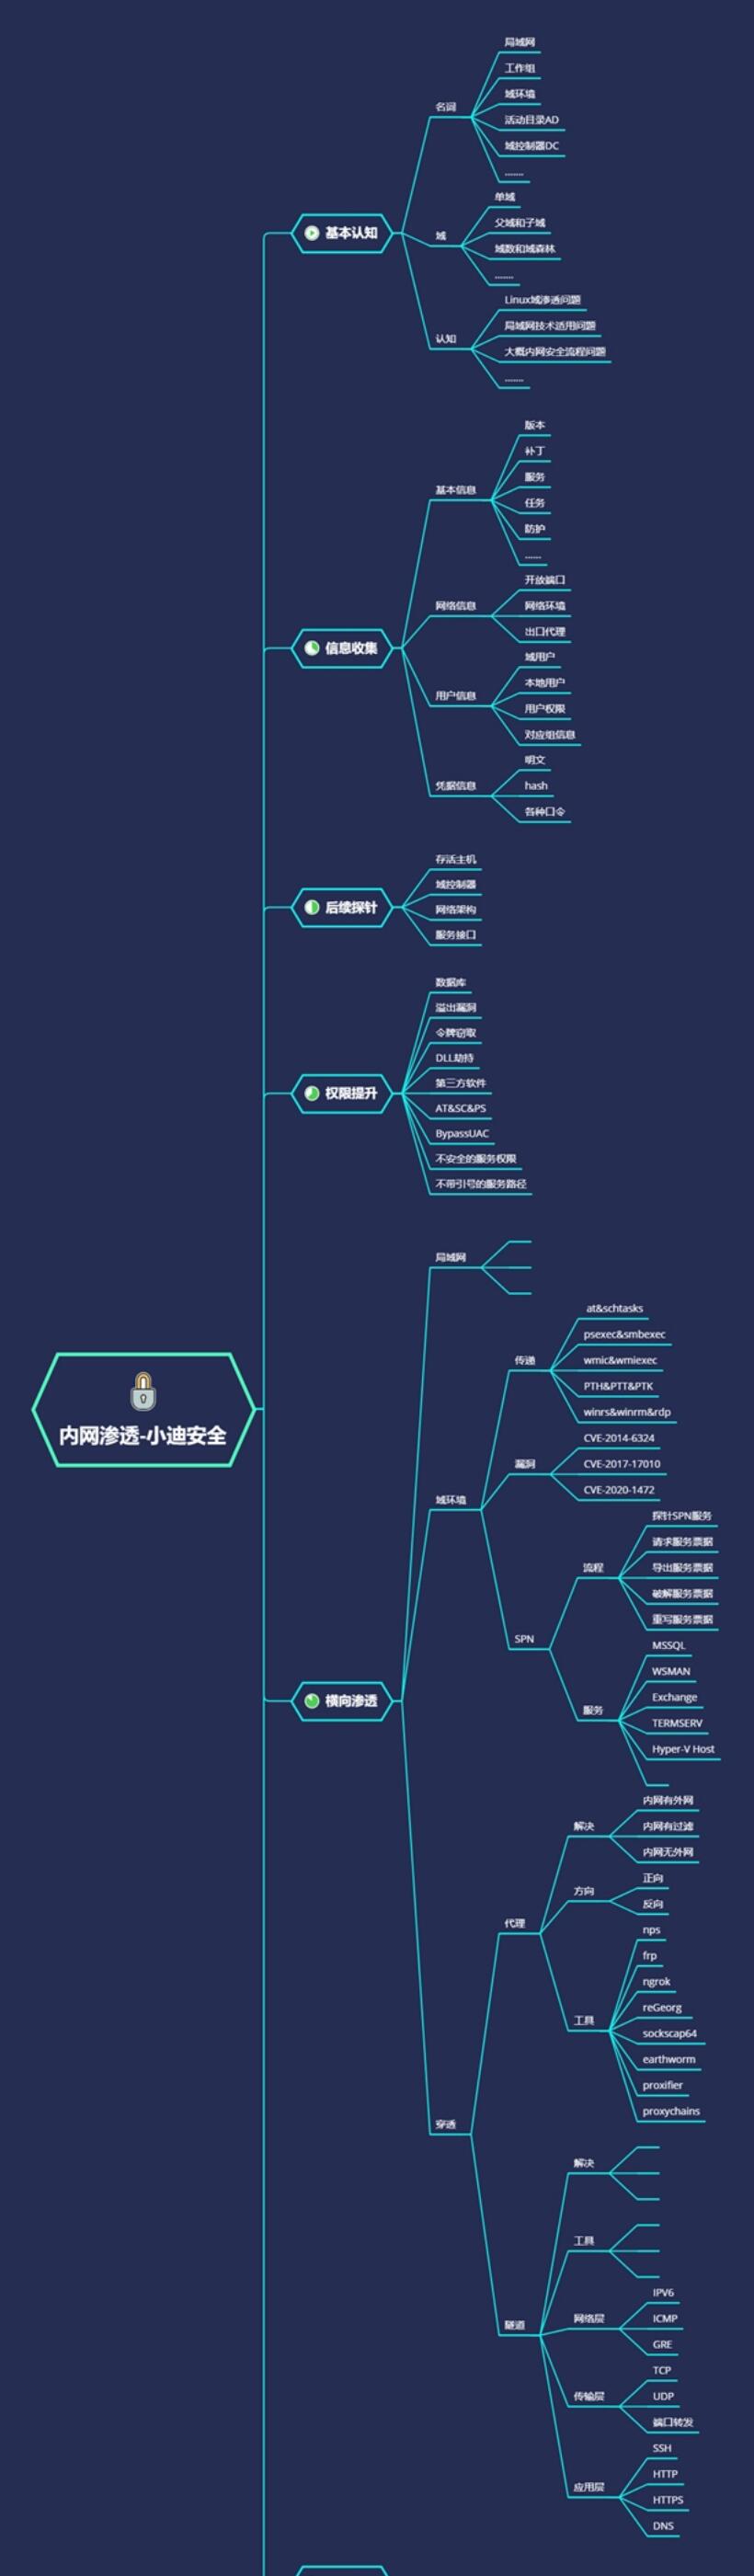 内网渗透-小迪安全
基本认知
名词
局域网
工作组
域环境
活动目录AD
域控制器DC
.......
域
单域
父域和子域
域数和域森林
.......
认知
Linux域渗透问题
局域网技术适用问题
大概内网安全流程问题
.......
信息收集
基本信息
版本
补丁
服务
任务
防护
......
网络信息
开放端口
网络环境
出口代理
用户信息
域用户
本地用户
用户权限
对应组信息
凭据信息
明文
hash
各种口令
后续探针
存活主机
域控制器
网络架构
服务接口
权限提升
数据库
溢出漏洞
令牌窃取
DLL劫持
第三方软件
AT&SC&PS
BypassUAC
不安全的服务权限
不带引号的服务路径
横向渗透
局域网
域环境
传递
at&schtasks
psexec&smbexec
wmic&wmiexec
PTH&PTT&PTK
winrs&winrm&rdp
漏洞
CVE-2014-6324
CVE-2017-17010
CVE-2020-1472
SPN
流程
探针SPN服务
请求服务票据
导出服务票据
破解服务票据
重写服务票据
服务
MSSQL
WSMAN
Exchange
TERMSERV
Hyper-V Host
穿透
代理
解决
内网有外网
内网有过滤
内网无外网
方向
正向
反向
工具
nps
frp
ngrok
reGeorg
sockscap64
earthworm
proxifier
proxychains
隧道
解决
工具
网络层
IPV6
ICMP
GRE
传输层
TCP
UDP
端口转发
应用层
SSH
HTTP
HTTPS
DNS